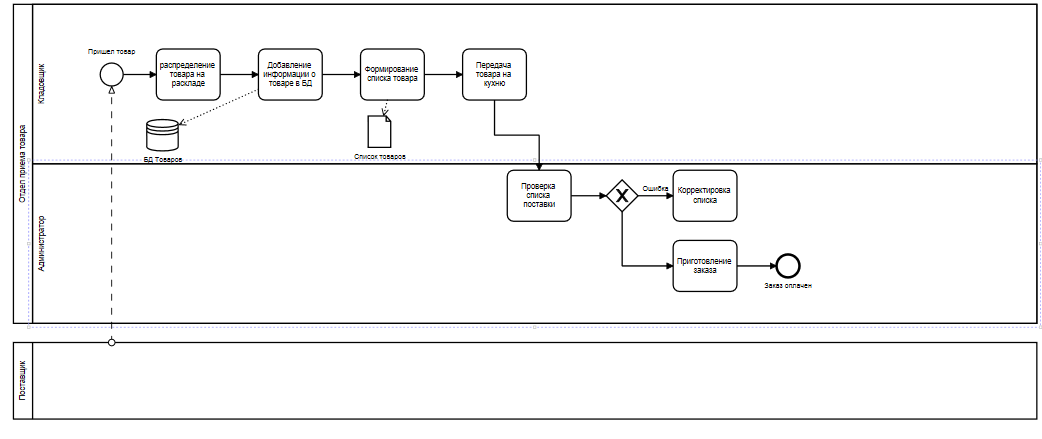 Отдел приема товара
Кладовщик
Пришел товар
распределение
товара на
раскладе
Добавление
информации о
товаре в БД
Формирование
списка товара
Передача
товара на
кухню
БД Товаров
Список товаров
Администратор
Проверка
списка
поставки
X
Ошибка
Корректировка
списка
Приготовление
заказа
Заказ оплачен
Поставщик